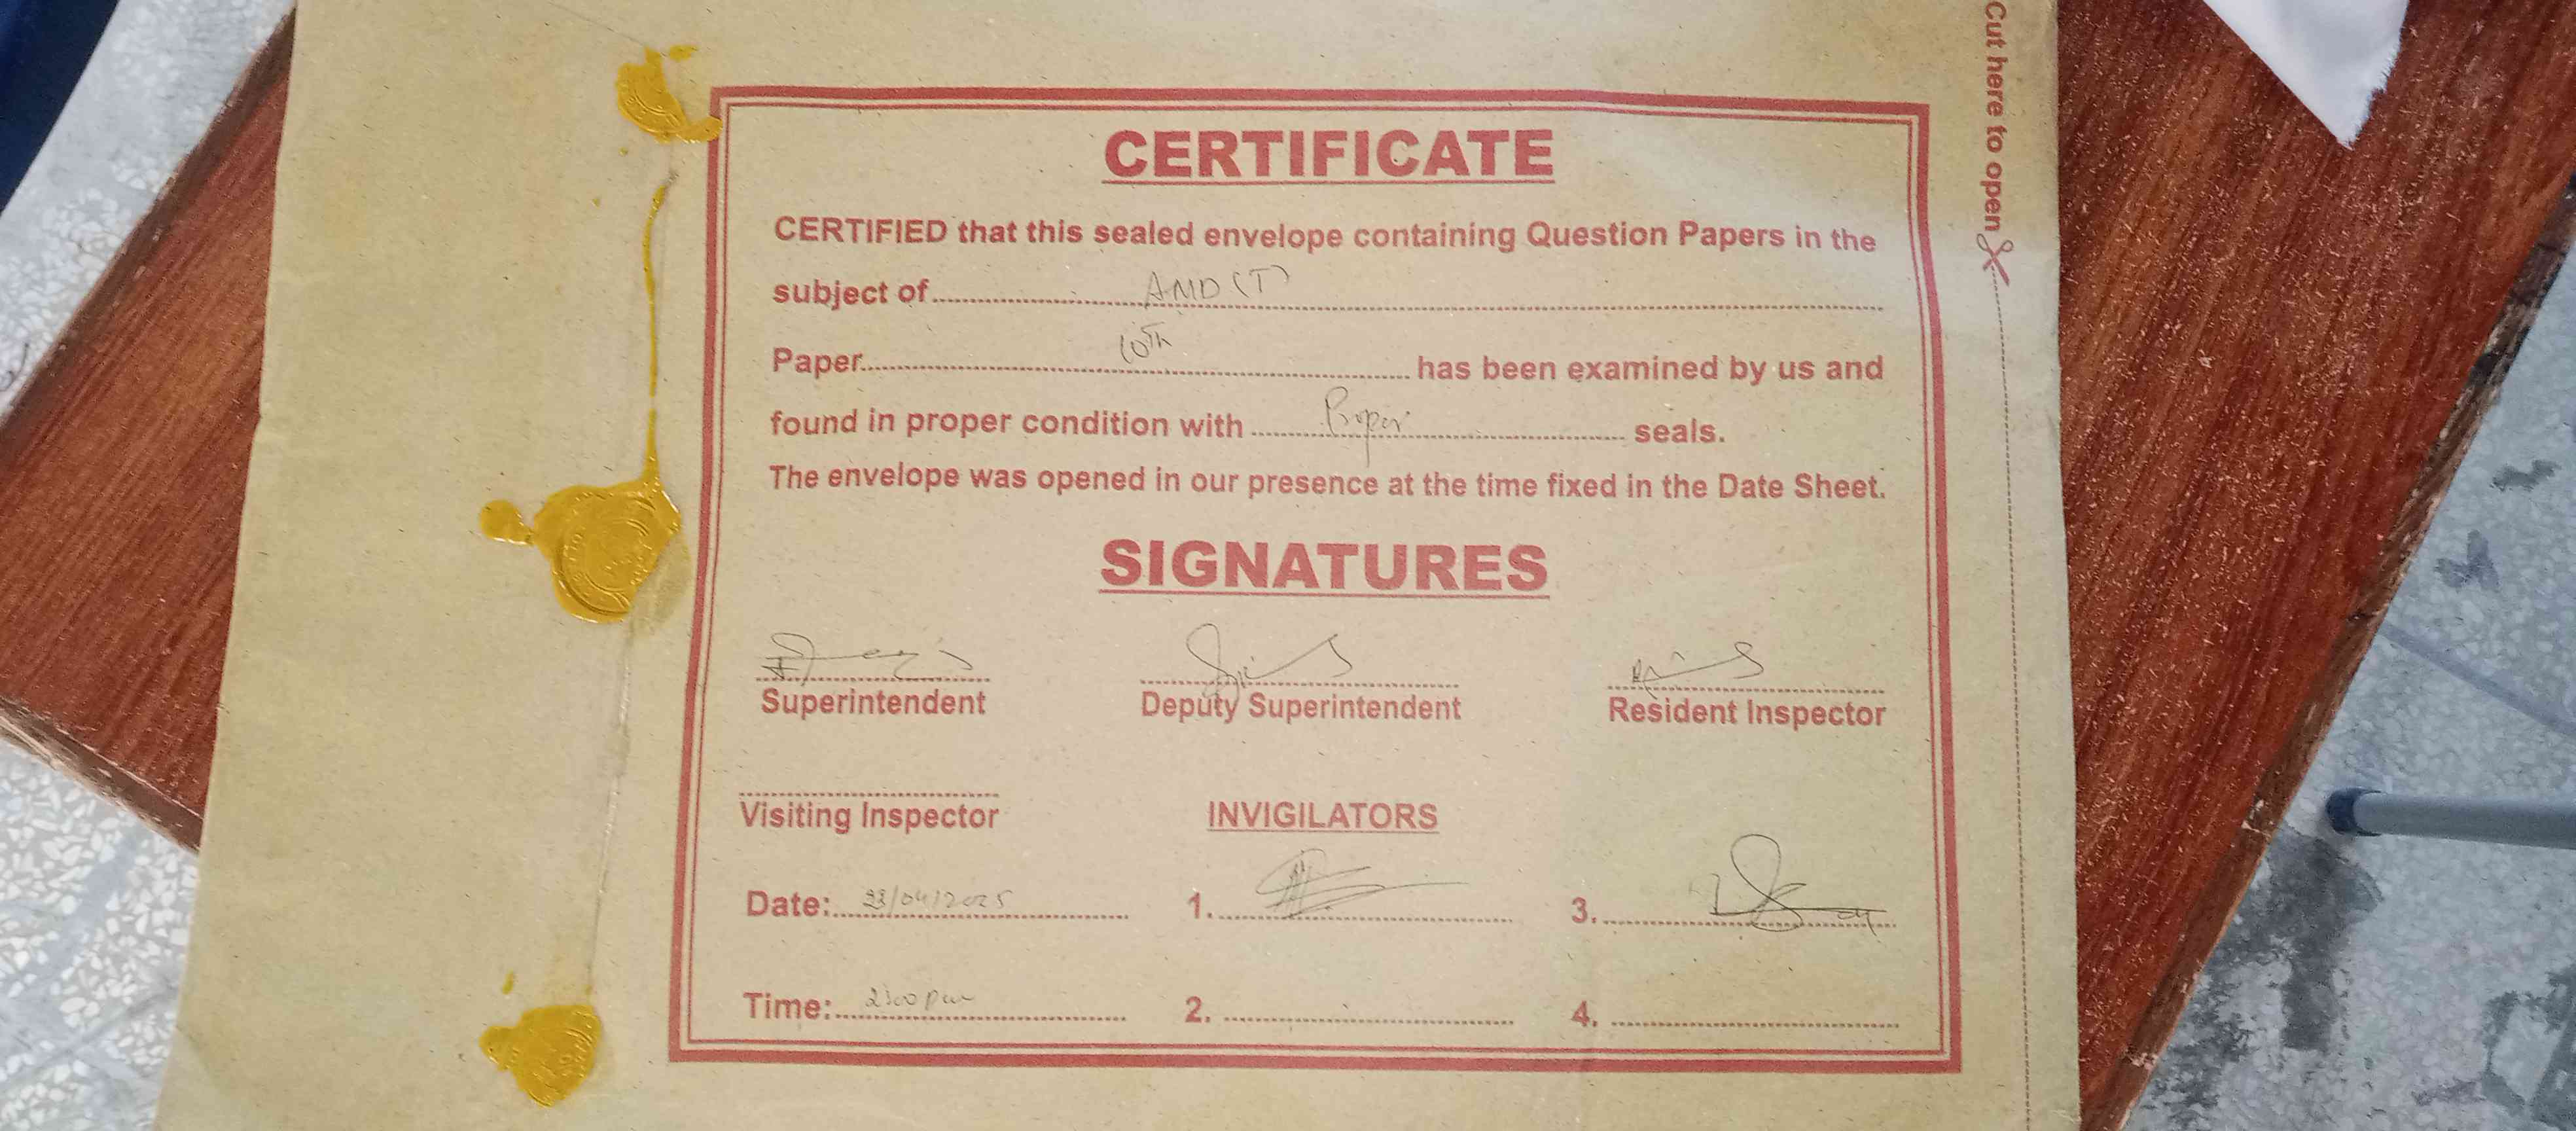 CERTIFICATE
CERTIFIED that this sealed envelope containing Question Papers in the
subject of AMD (T)
Paper 10Th has been examined by us and
found in proper condition with Proper seals.
The envelope was opened in our presence at the time fixed in the Date Sheet.
SIGNATURES
Superintendent Deputy Superintendent Resident Inspector
Visiting Inspector INVIGILATORS
Date: 23/04/2025 1. 3.
Time: 2:00 pm 2. 4.
Cut here to open